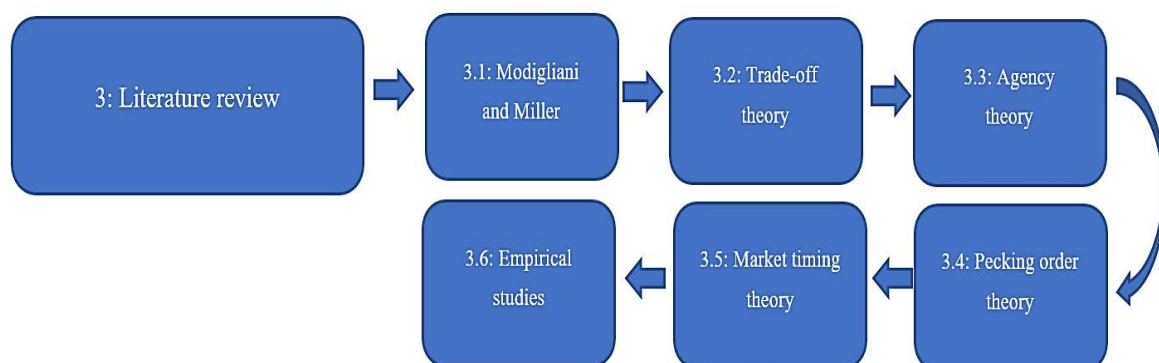 3: Literature review
3.1: Modigliani
and Miller
3.2: Trade-off
theory
3.3: Agency
theory
3.4: Pecking order
theory
3.5: Market timing
theory
3.6: Empirical
studies